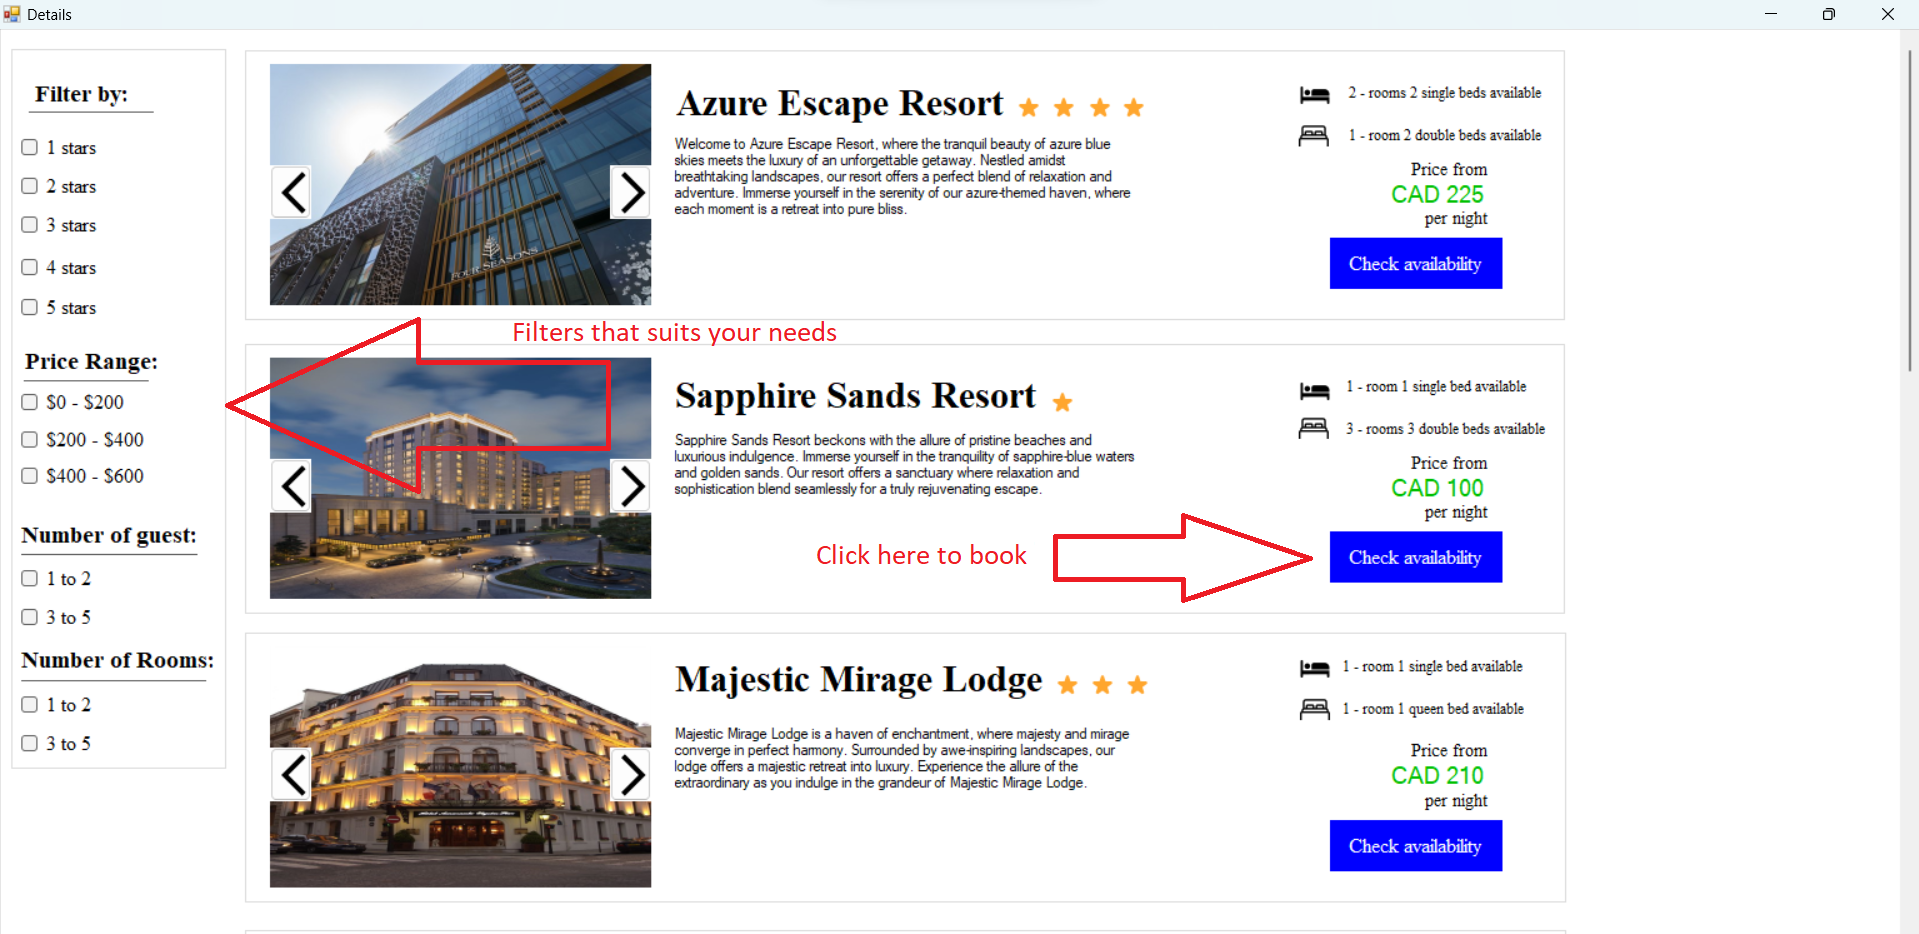 Details
Filter by:
1 stars
2 stars
3 stars
4 stars
5 stars
Price Range:
$0 - $200
$200 - $400
$400 - $600
Number of guest:
1 to 2
3 to 5
Number of Rooms:
1 to 2
3 to 5
FOUR SEASONS
Azure Escape Resort
Welcome to Azure Escape Resort, where the tranquil beauty of azure blue
skies meets the luxury of an unforgettable getaway. Nestled amidst
breathtaking landscapes, our resort offers a perfect blend of relaxation and
adventure. Immerse yourself in the serenity of our azure-themed haven, where
each moment is a retreat into pure bliss.
2 - rooms 2 single beds available
1 - room 2 double beds available
Price from
CAD 225
per night
Check availability
Filters that suits your needs
Sapphire Sands Resort
Sapphire Sands Resort beckons with the allure of pristine beaches and
luxurious indulgence. Immerse yourself in the tranquility of sapphire-blue waters
and golden sands. Our resort offers a sanctuary where relaxation and
sophistication blend seamlessly for a truly rejuvenating escape.
1 - room 1 single bed available
3 - rooms 3 double beds available
Price from
CAD 100
per night
Click here to book
Check availability
Majestic Mirage Lodge
Majestic Mirage Lodge is a haven of enchantment, where majesty and mirage
converge in perfect harmony. Surrounded by awe-inspiring landscapes, our
lodge offers a majestic retreat into luxury. Experience the allure of the
extraordinary as you indulge in the grandeur of Majestic Mirage Lodge.
1 - room 1 single bed available
1 - room 1 queen bed available
Price from
CAD 210
per night
Check availability